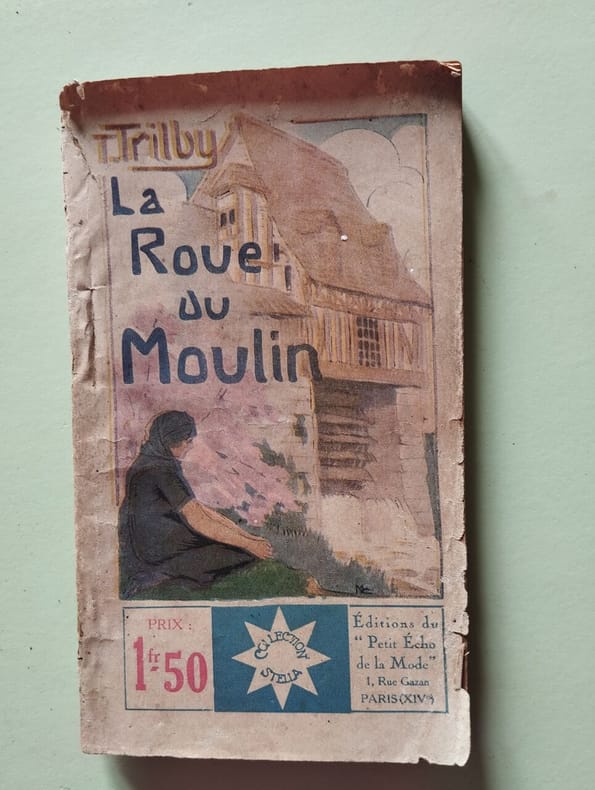 T. Trilby
La
Roue
du
Moulin
PRIX :
1fr 50
COLLECTION
STELLA
Éditions du
" Petit Écho
de la Mode"
1, Rue Gazan
PARIS (XIVe)